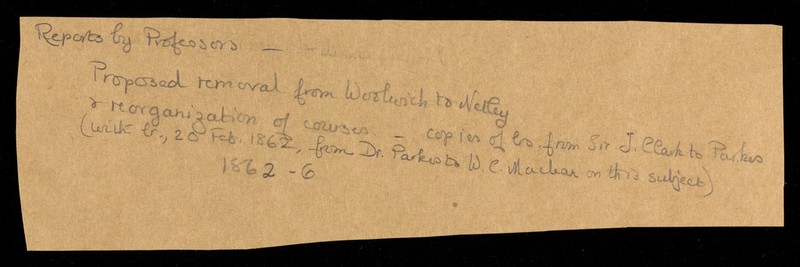 Reports by Professors —
Proposed removal from Woolwich to Netley
& reorganization of courses. — copies of lrs. from Sir J. Clark to Parkes
(with lr., 20 Feb. 1862, from Dr. Parkes to W. C. Maclean on this subject)
1862 - 6